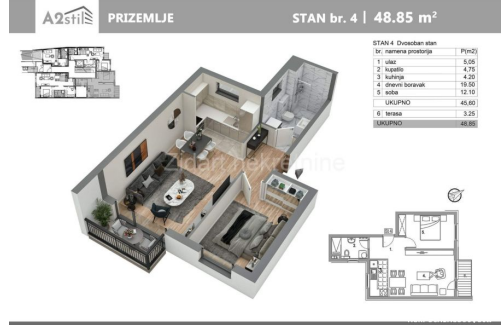 A2stil PRIZEMLJE STAN br. 4 | 48.85 m²
STAN 4 Dvosoban stan
br. namena prostorija P(m2)
1 ulaz 5,05
2 kupatilo 4,75
3 kuhinja 4.20
4 dnevni boravak 19.50
5 soba 12.10
UKUPNO 45,60
6 terasa 3.25
UKUPNO 48.85
Zidart nekretnine